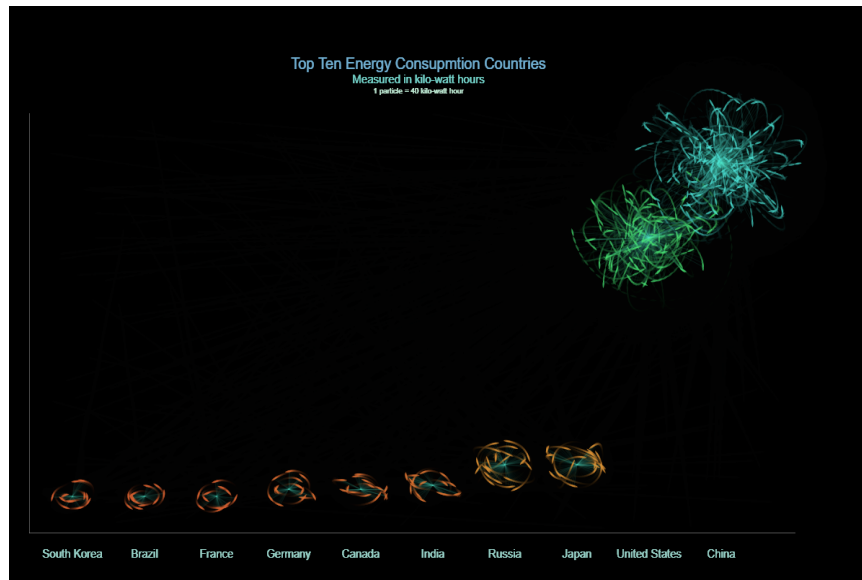 Top Ten Energy Consupmtion Countries
Measured in kilo-watt hours
1 particle = 40 kilo-watt hour
South Korea Brazil France Germany Canada India Russia Japan United States China